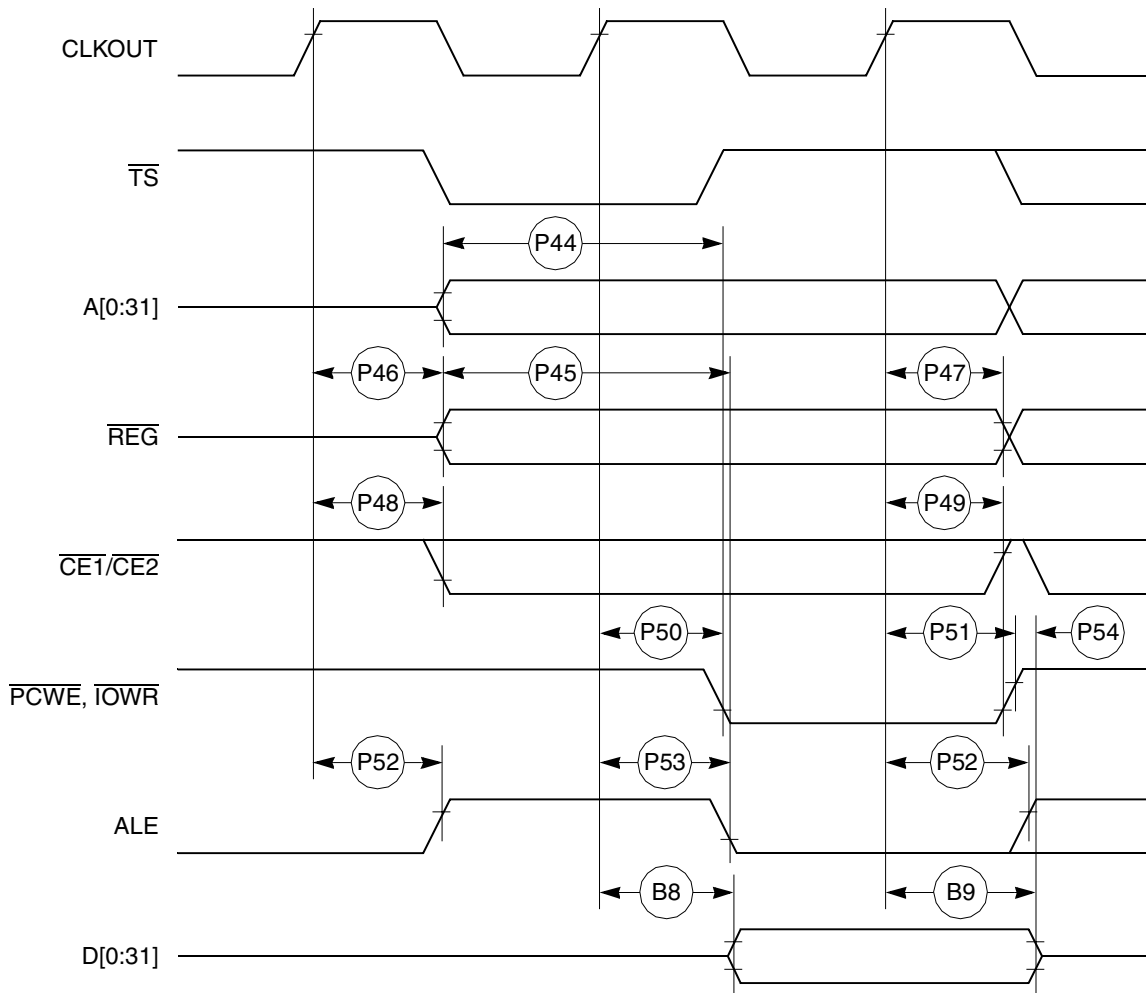 CLKOUT
TS
P44
A[0:31]
P46 P45 P47
REG
P48 P49
CE1/CE2
P50 P51 P54
PCWE, IOWR
P52 P53 P52
ALE
B8 B9
D[0:31]